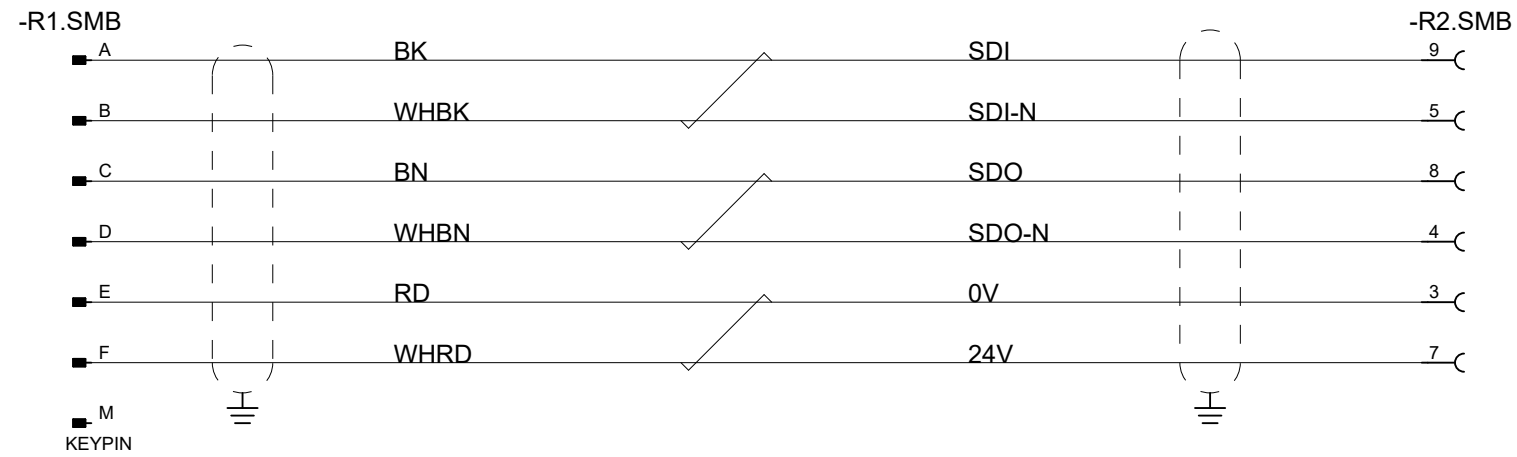 -R1.SMB -R2.SMB
A BK SDI 9
B WHBK SDI-N 5
C BN SDO 8
D WHBN SDO-N 4
E RD 0V 3
F WHRD 24V 7
M
KEYPIN